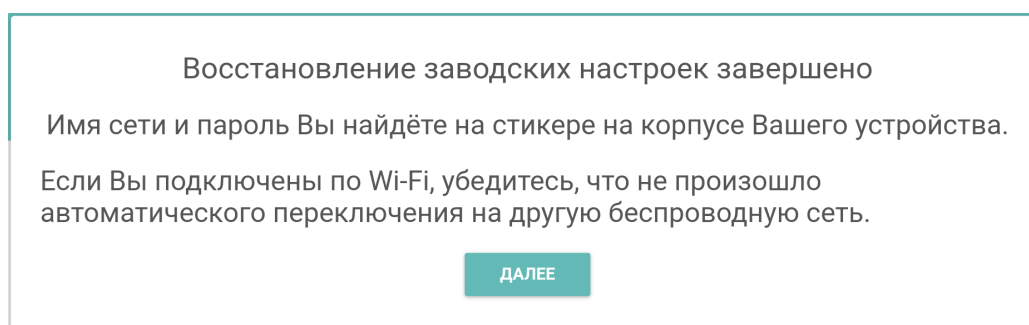 Восстановление заводских настроек завершено
Имя сети и пароль Вы найдёте на стикере на корпусе Вашего устройства.
Если Вы подключены по Wi-Fi, убедитесь, что не произошло
автоматического переключения на другую беспроводную сеть.
ДАЛЕЕ